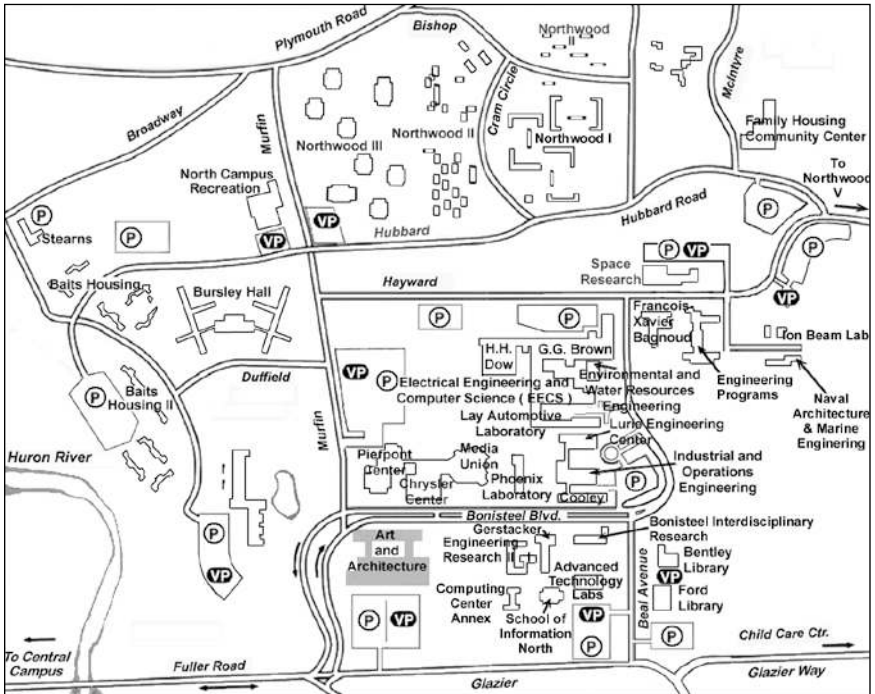 Plymouth Road
Bishop
Northwood
II
McIntyre
Broadway
Murfin
Cram Circle
Northwood II
Northwood III
Northwood I
Family Housing
Community Center
To
Northwood
V
North Campus
Recreation
P
Stearns
P
VP
VP
Hubbard
Hubbard Road
P
P
VP
P
VP
Space
Research
Baits Housing
Bursley Hall
Hayward
P
P
Francois-
Xavier
Bagnoud
Ion Beam Lab
H.H.
Dow
G.G. Brown
VP
P
Environmental and
Water Resources
Engineering
Engineering
Programs
Naval
Architecture
& Marine
Enginering
Electrical Engineering and
Computer Science ( EECS )
Lay Automotive
Laboratory
Lurie Engineering
Center
Duffield
P
Baits
Housing II
Murfin
Huron River
Pierpont
Center
Chrysler
Center
Media
Union
Phoenix
Laboratory
Cooley
P
Industrial and
Operations
Engineering
Bonisteel Blvd.
P
VP
Art
and
Architecture
Gerstacker
Engineering
Research II
Bonisteel Interdisciplinary
Research
Advanced
Technology
Labs
Bentley
Library
VP
Ford
Library
Beal Avenue
Computing
Center
Annex
School of
Information
North
P
VP
VP
P
P
Child Care Ctr.
To Central
Campus
Fuller Road
Glazier
Glazier Way